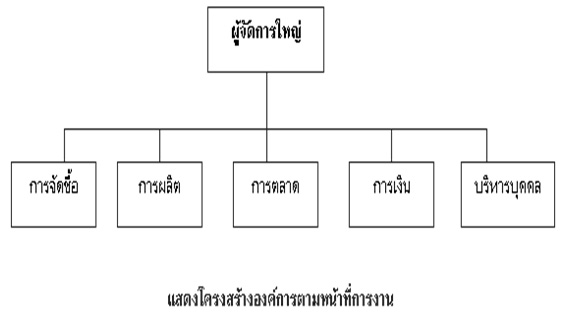 ผู้จัดการใหญ่
การจัดซื้อ การผลิต การตลาด การเงิน บริหารบุคคล
แสดงโครงสร้างองค์การตามหน้าที่การงาน